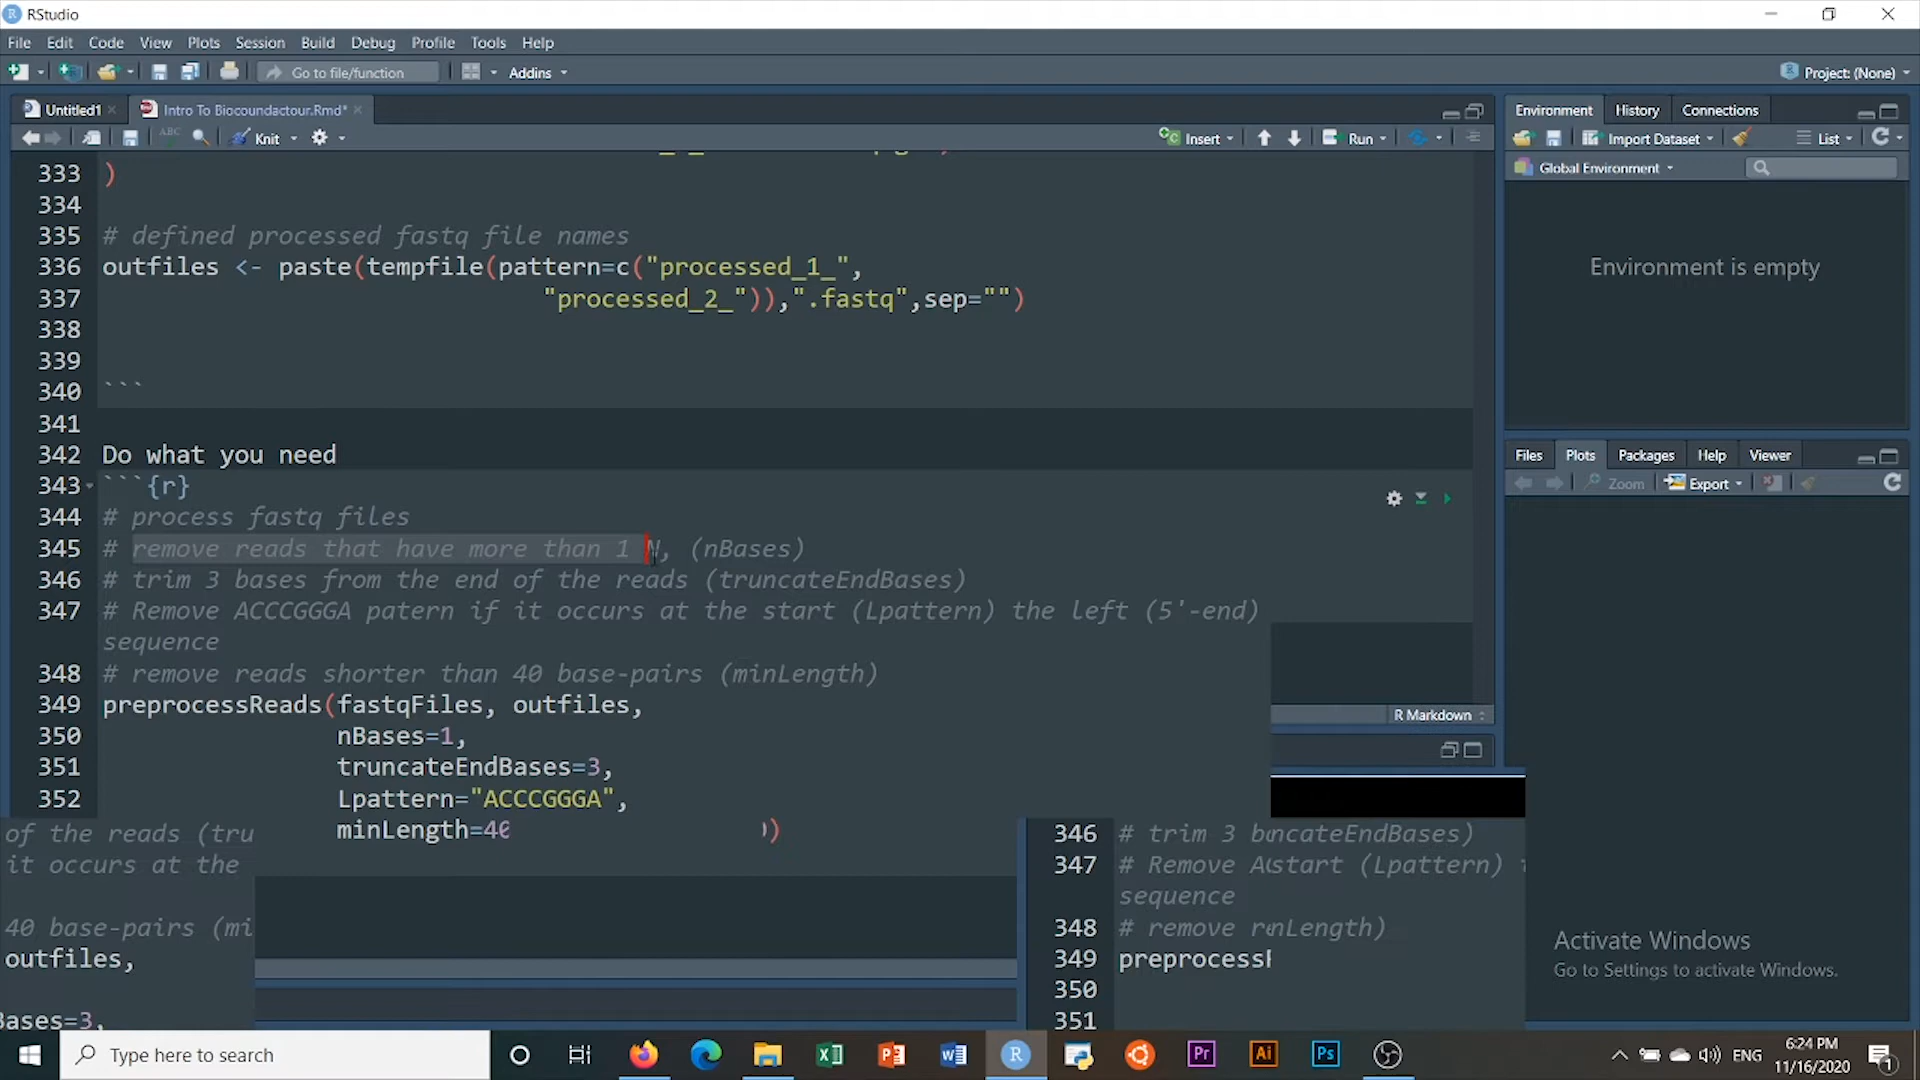 RStudio
File Edit Code View Plots Session Build Debug Profile Tools Help
Go to file/function Addins Project: (None)
Untitled1 Intro To Biocoundactour.Rmd*
ABC Knit Insert Run
333 )
334
335 # defined processed fastq file names
336 outfiles <- paste(tempfile(pattern=c("processed_1_",
337 "processed_2_")),".fastq",sep="")
338
339
340 ```
341
342 Do what you need
343 ```{r}
344 # process fastq files
345 # remove reads that have more than 1 N, (nBases)
346 # trim 3 bases from the end of the reads (truncateEndBases)
347 # Remove ACCCGGGA patern if it occurs at the start (Lpattern) the left (5'-end)
sequence
348 # remove reads shorter than 40 base-pairs (minLength)
349 preprocessReads(fastqFiles, outfiles,
350 nBases=1,
351 truncateEndBases=3,
352 Lpattern="ACCCGGGA",
minLength=40 )
R Markdown
of the reads (tru
it occurs at the
40 base-pairs (mi
outfiles,
Bases=3,
346 # trim 3 buncateEndBases)
347 # Remove Astart (Lpattern)
sequence
348 # remove rnLength)
349 preprocess
350
351
Environment History Connections
Import Dataset List
Global Environment
Environment is empty
Files Plots Packages Help Viewer
Zoom Export
Activate Windows
Go to Settings to activate Windows.
Type here to search
X P W R Pr Ai Ps
ENG
6:24 PM
11/16/2020
1